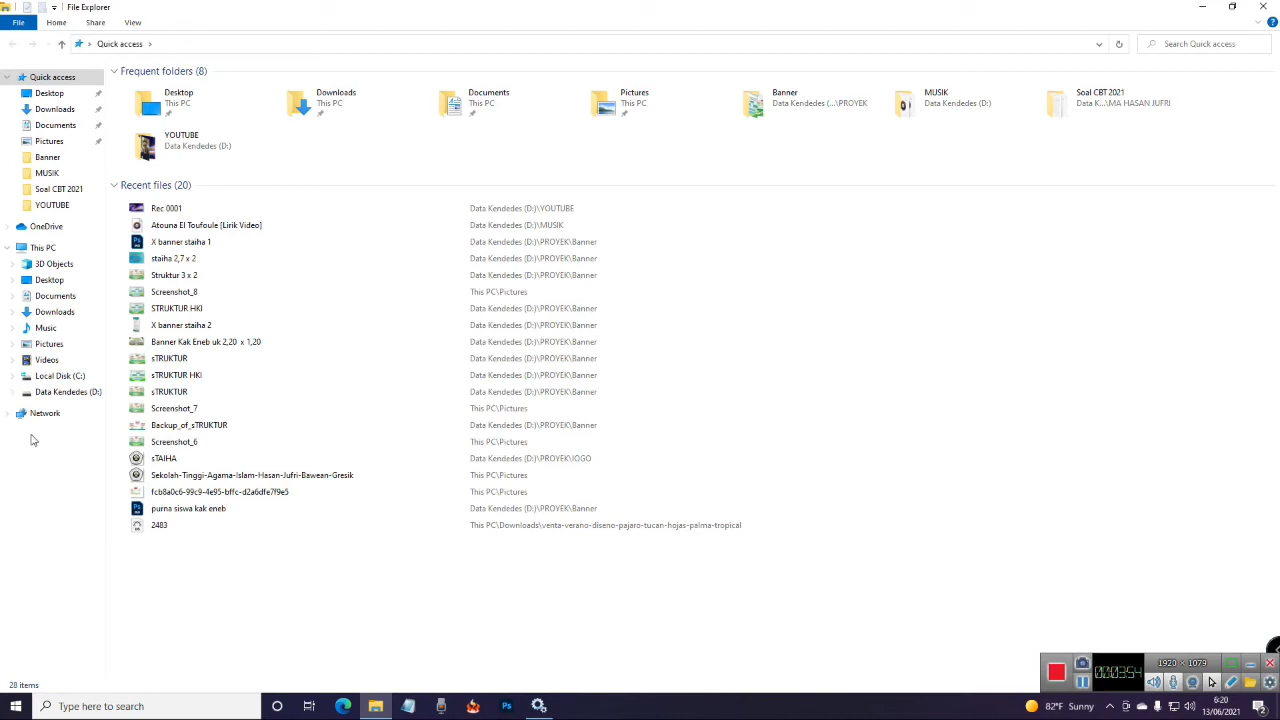 File Explorer
File Home Share View
Quick access
Search Quick access
Quick access
Desktop
Downloads
Documents
Pictures
Banner
MUSIK
Soal CBT 2021
YOUTUBE
OneDrive
This PC
3D Objects
Desktop
Documents
Downloads
Music
Pictures
Videos
Local Disk (C:)
Data Kendedes (D:)
Network
Frequent folders (8)
Desktop
This PC
Downloads
This PC
Documents
This PC
Pictures
This PC
Banner
Data Kendedes (...\PROYEK
MUSIK
Data Kendedes (D:)
Soal CBT 2021
Data K...\MA HASAN JUFRI
YOUTUBE
Data Kendedes (D:)
Recent files (20)
Rec 0001 Data Kendedes (D:)\YOUTUBE
Atouna El Toufoule [Lirik Video] Data Kendedes (D:)\MUSIK
X banner staiha 1 Data Kendedes (D:)\PROYEK\Banner
staiha 2,7 x 2 Data Kendedes (D:)\PROYEK\Banner
Struktur 3 x 2 Data Kendedes (D:)\PROYEK\Banner
Screenshot_8 This PC\Pictures
STRUKTUR HKI Data Kendedes (D:)\PROYEK\Banner
X banner staiha 2 Data Kendedes (D:)\PROYEK\Banner
Banner Kak Eneb uk 2,20 x 1,20 Data Kendedes (D:)\PROYEK\Banner
sTRUKTUR Data Kendedes (D:)\PROYEK\Banner
sTRUKTUR HKI Data Kendedes (D:)\PROYEK\Banner
sTRUKTUR Data Kendedes (D:)\PROYEK\Banner
Screenshot_7 This PC\Pictures
Backup_of_sTRUKTUR Data Kendedes (D:)\PROYEK\Banner
Screenshot_6 This PC\Pictures
sTAIHA Data Kendedes (D:)\PROYEK\lOGO
Sekolah-Tinggi-Agama-Islam-Hasan-Jufri-Bawean-Gresik This PC\Pictures
fcb8a0c6-99c9-4e95-bffc-d2a6dfe7f9e5 This PC\Pictures
purna siswa kak eneb Data Kendedes (D:)\PROYEK\Banner
2483 This PC\Downloads\venta-verano-diseno-pajaro-tucan-hojas-palma-tropical
28 items
00:03:54
1920 × 1079
Type here to search
Ps
82°F Sunny
6:20
13/06/2021
2